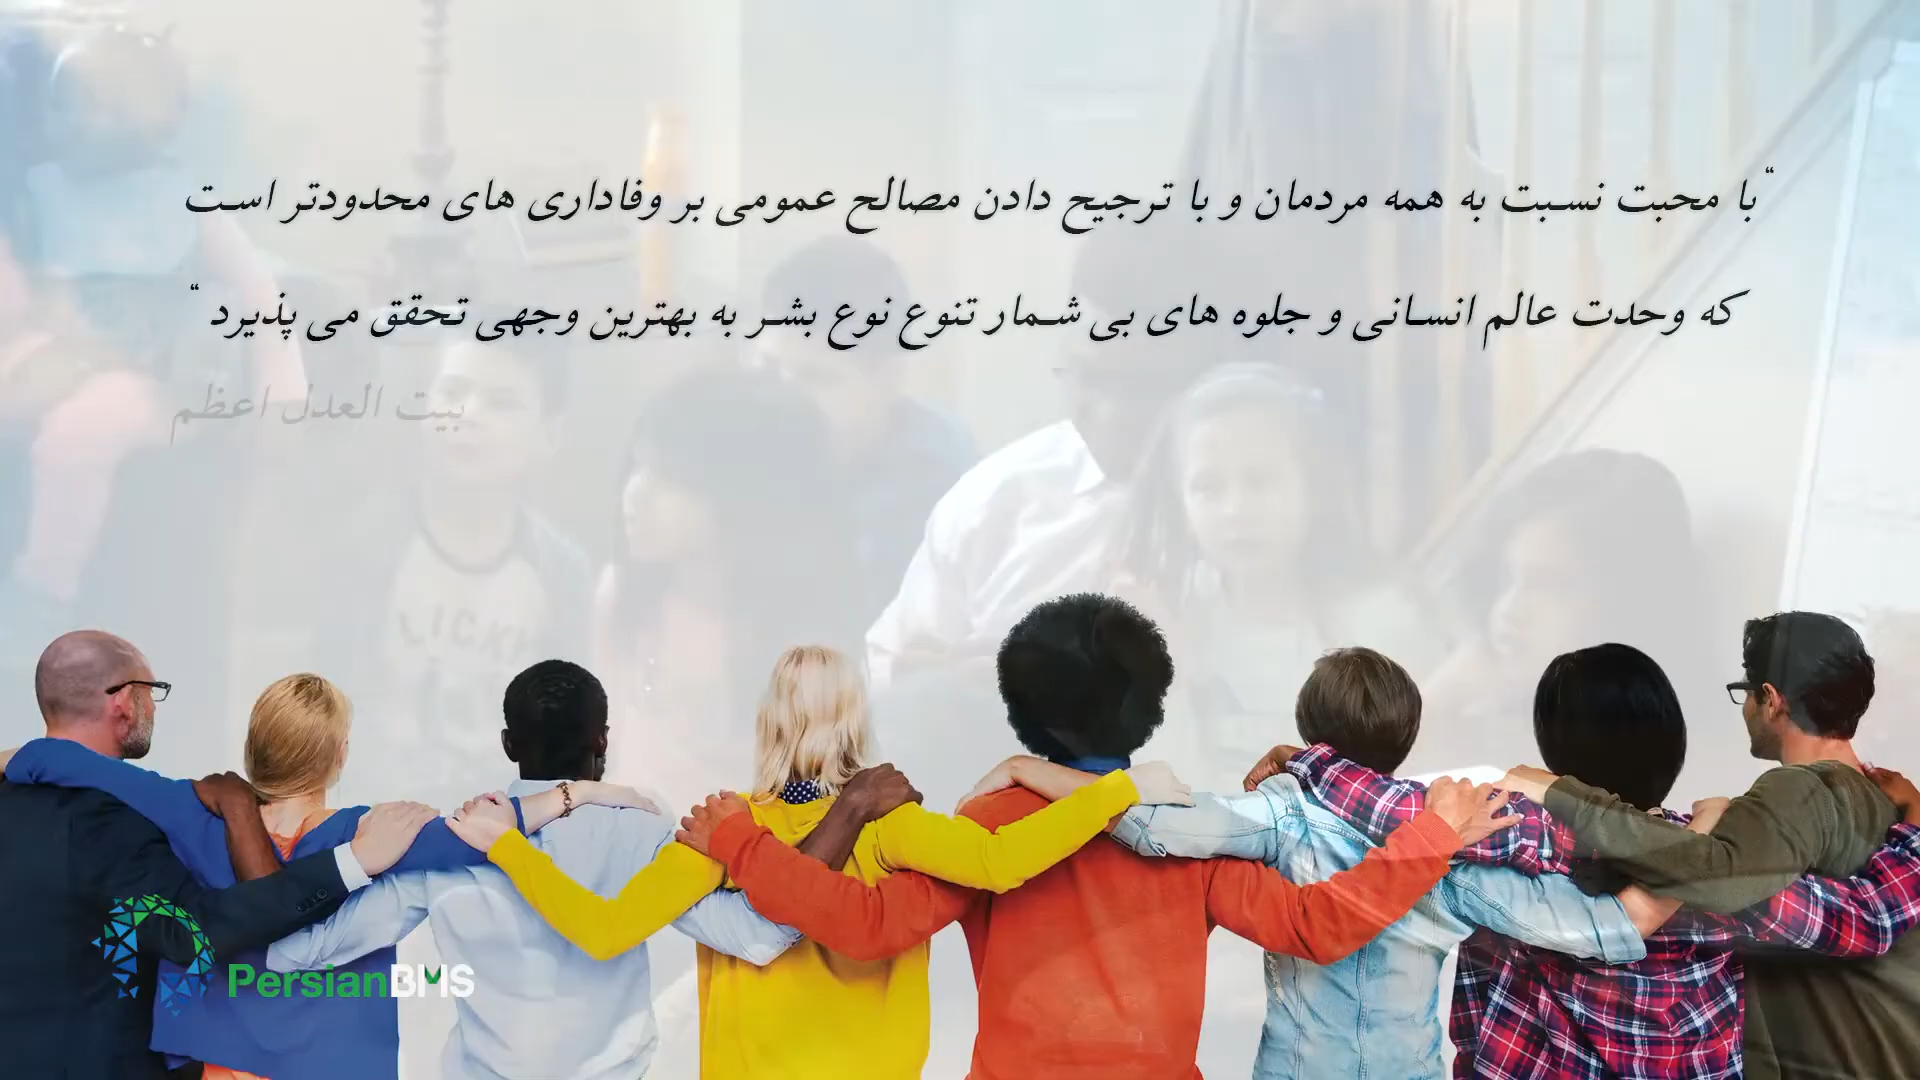 “با محبت نسبت به همه مردمان و با ترجیح دادن مصالح عمومی بر وفاداری های محدودتر است
که وحدت عالم انسانی و جلوه های بی شمار تنوع نوع بشر به بهترین وجهی تحقق می پذیرد “
بیت العدل اعظم
PersianBMS